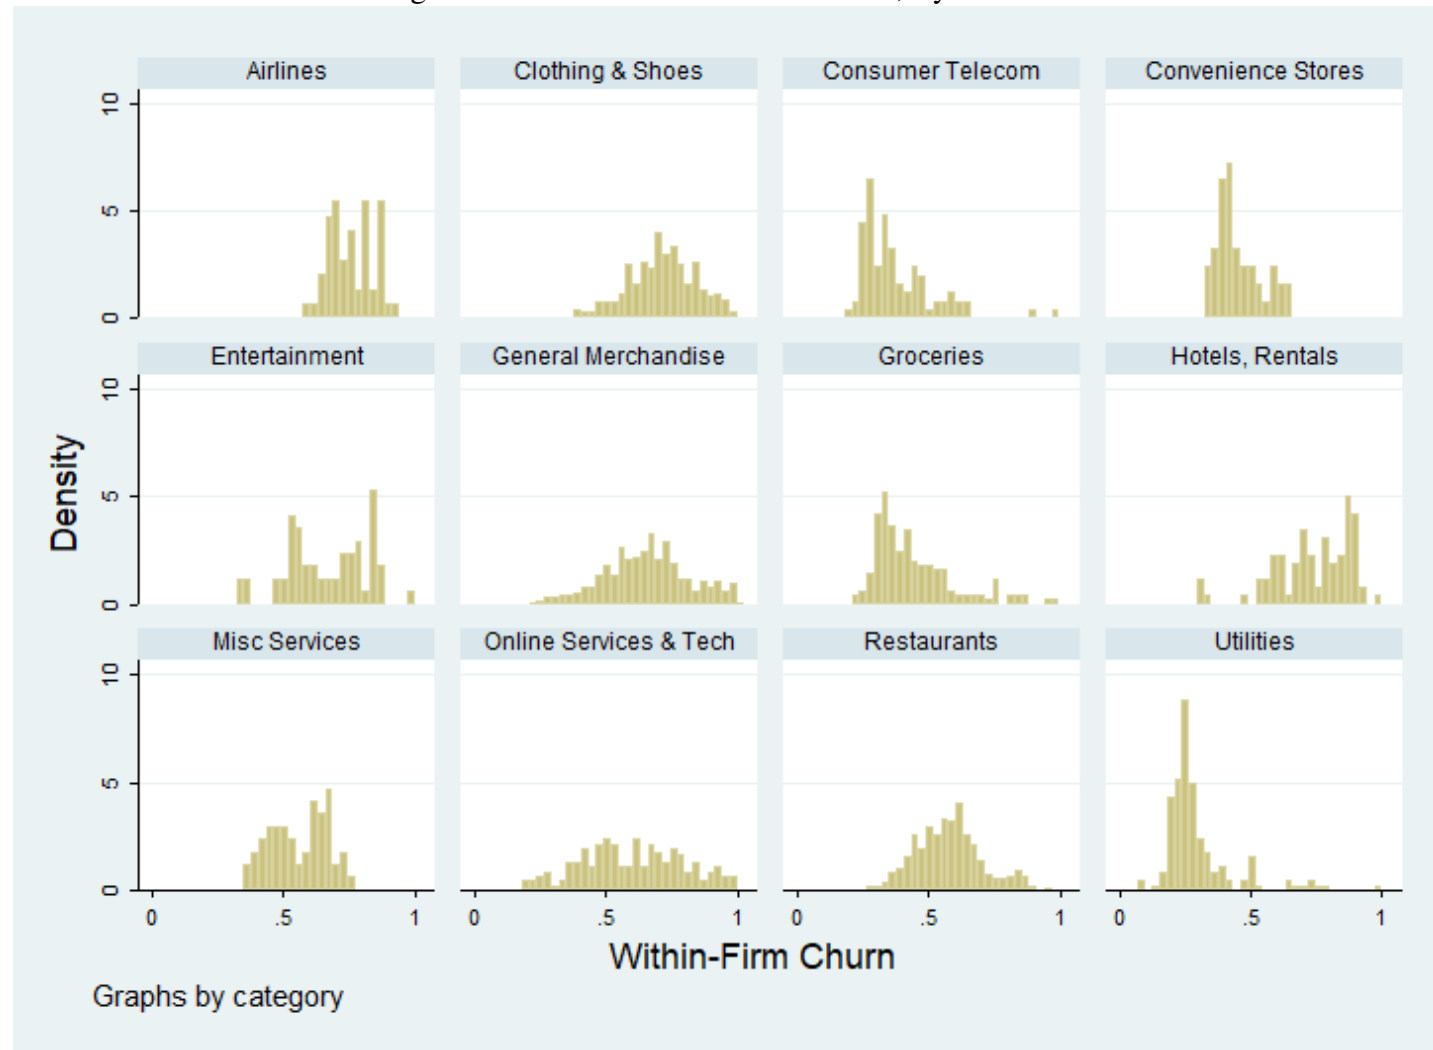 Airlines Clothing & Shoes Consumer Telecom Convenience Stores
10
5
0
Entertainment General Merchandise Groceries Hotels, Rentals
10
5
0
Density
Misc Services Online Services & Tech Restaurants Utilities
10
5
0
0 .5 1 0 .5 1 0 .5 1 0 .5 1
Within-Firm Churn
Graphs by category